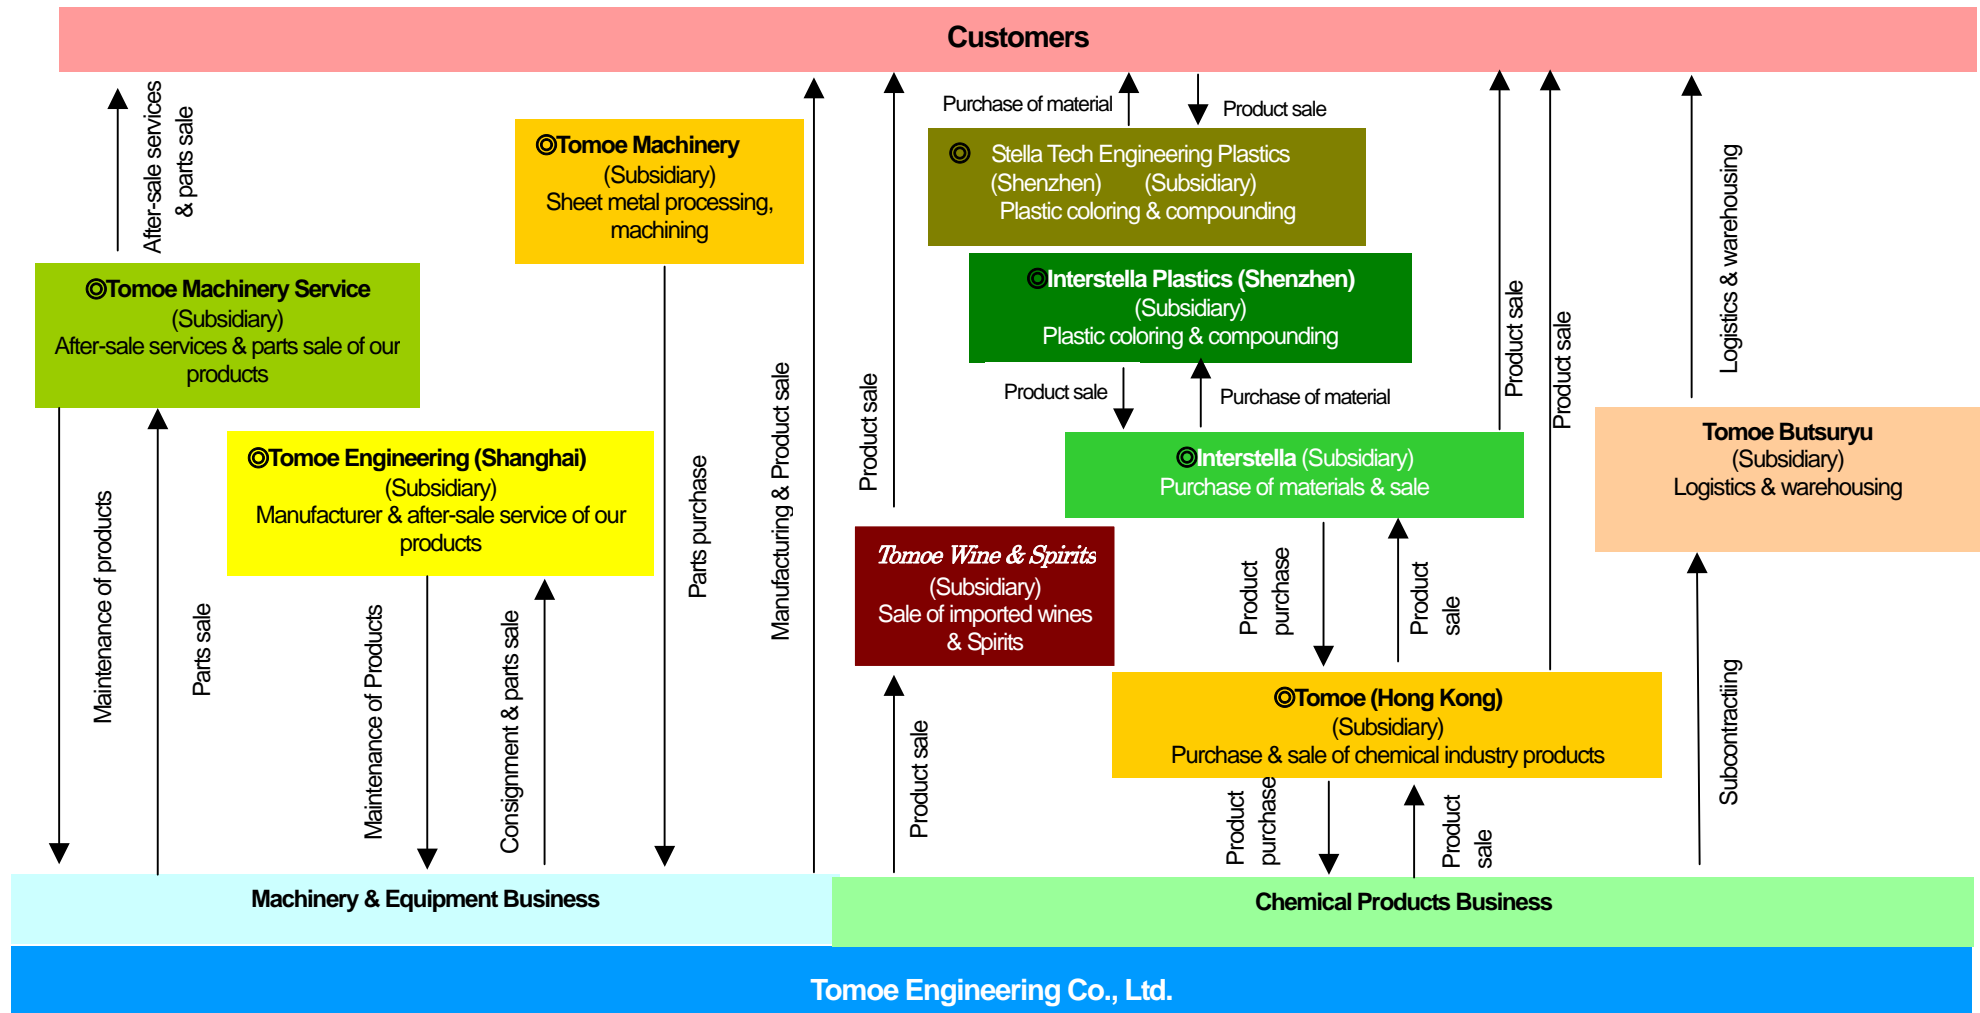 Customers
After-sale services
& parts sale
Purchase of material
Product sale
◎Tomoe Machinery
(Subsidiary)
Sheet metal processing,
machining
◎ Stella Tech Engineering Plastics
(Shenzhen) (Subsidiary)
Plastic coloring & compounding
Logistics & warehousing
◎Tomoe Machinery Service
(Subsidiary)
After-sale services & parts sale of our
products
◎Interstella Plastics (Shenzhen)
(Subsidiary)
Plastic coloring & compounding
Product sale
Product sale
Manufacturing & Product sale
Product sale
Product sale
Purchase of material
◎Tomoe Engineering (Shanghai)
(Subsidiary)
Manufacturer & after-sale service of our
products
Parts purchase
◎Interstella (Subsidiary)
Purchase of materials & sale
Tomoe Butsuryu
(Subsidiary)
Logistics & warehousing
Maintenance of products
Parts sale
Maintenance of Products
Consignment & parts sale
Tomoe Wine & Spirits
(Subsidiary)
Sale of imported wines
& Spirits
Product
purchase
Product
sale
◎Tomoe (Hong Kong)
(Subsidiary)
Purchase & sale of chemical industry products
Subcontractiing
Product sale
Product
purchase
Product
sale
Machinery & Equipment Business
Chemical Products Business
Tomoe Engineering Co., Ltd.